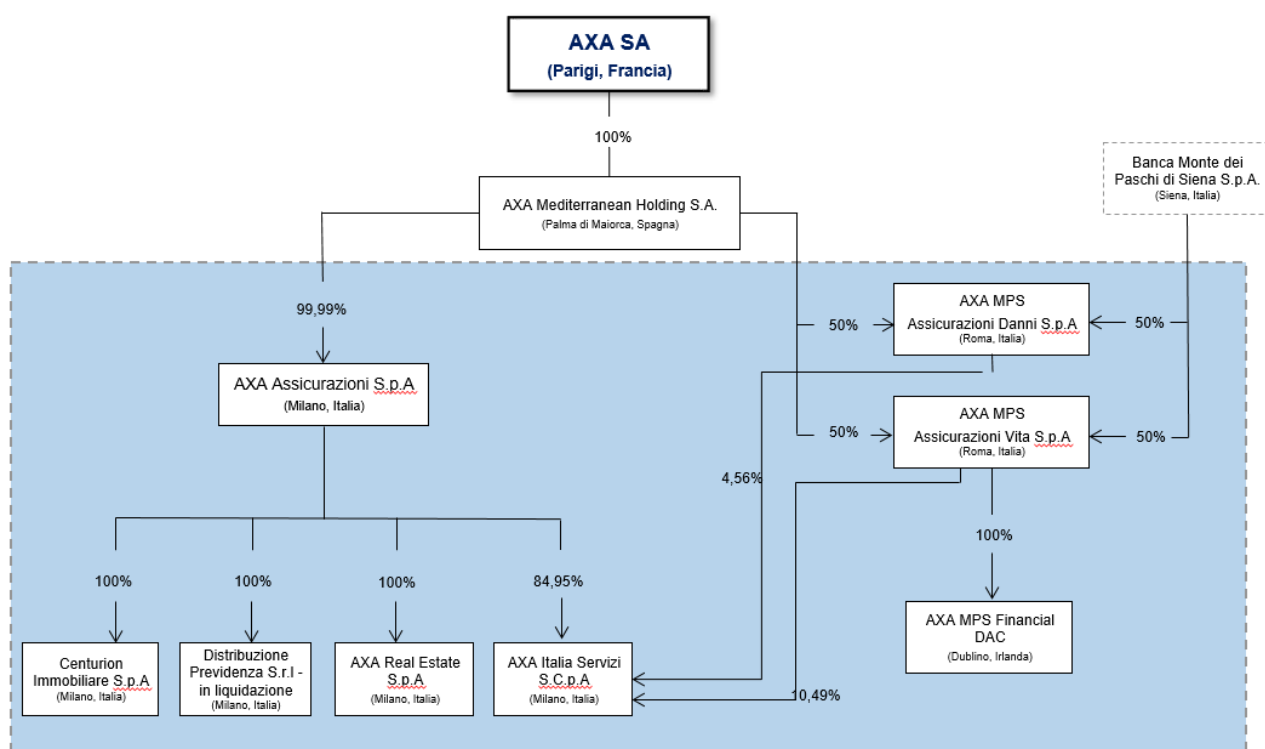 AXA SA
(Parigi, Francia)
100%
Banca Monte dei
Paschi di Siena S.p.A.
(Siena, Italia)
AXA Mediterranean Holding S.A.
(Palma di Maiorca, Spagna)
99,99%
AXA MPS
Assicurazioni Danni S.p.A
(Roma, Italia)
50%
50%
AXA Assicurazioni S.p.A
(Milano, Italia)
AXA MPS
Assicurazioni Vita S.p.A
(Roma, Italia)
50%
50%
4,56%
100%
100%
100%
100%
84,95%
AXA MPS Financial
DAC
(Dublino, Irlanda)
Centurion
Immobiliare S.p.A
(Milano, Italia)
Distribuzione
Previdenza S.r.l -
in liquidazione
(Milano, Italia)
AXA Real Estate
S.p.A
(Milano, Italia)
AXA Italia Servizi
S.C.p.A
(Milano, Italia)
10,49%